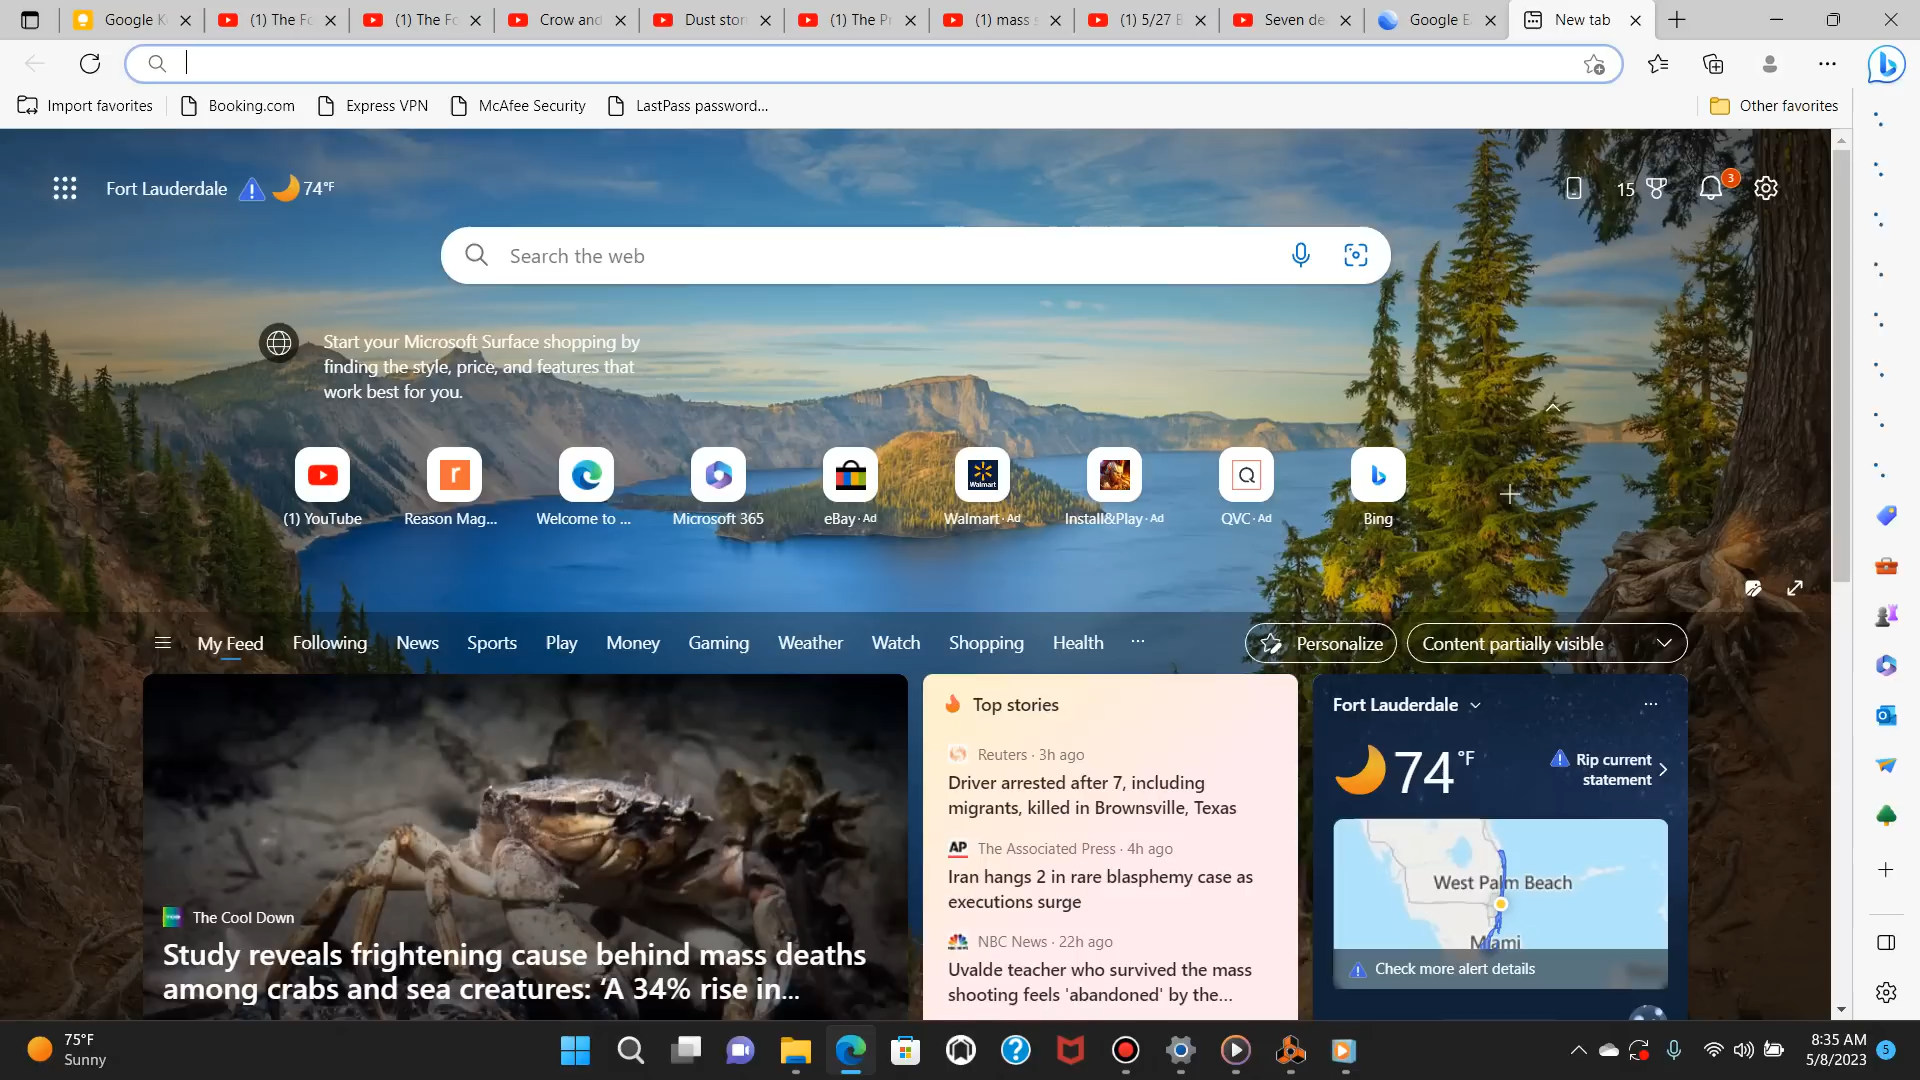 Google K
(1) The Fo
(1) The Fo
Crow and
Dust stor
(1) The Pr
(1) mass s
(1) 5/27 B
Seven de
Google Ea
New tab
Import favorites
Booking.com
Express VPN
McAfee Security
LastPass password...
Other favorites
Fort Lauderdale
74°F
15
3
Search the web
Start your Microsoft Surface shopping by
finding the style, price, and features that
work best for you.
(1) YouTube
Reason Mag...
Welcome to ...
Microsoft 365
eBay · Ad
Walmart
Walmart · Ad
Install&Play · Ad
QVC · Ad
Bing
My Feed
Following
News
Sports
Play
Money
Gaming
Weather
Watch
Shopping
Health
...
Personalize
Content partially visible
The Cool Down
Study reveals frightening cause behind mass deaths
among crabs and sea creatures: ‘A 34% rise in...
Top stories
Reuters · 3h ago
Driver arrested after 7, including
migrants, killed in Brownsville, Texas
AP The Associated Press · 4h ago
Iran hangs 2 in rare blasphemy case as
executions surge
NBC News · 22h ago
Uvalde teacher who survived the mass
shooting feels 'abandoned' by the...
Fort Lauderdale
74°F
Rip current
statement
West Palm Beach
Miami
Check more alert details
75°F
Sunny
8:35 AM
5/8/2023
5